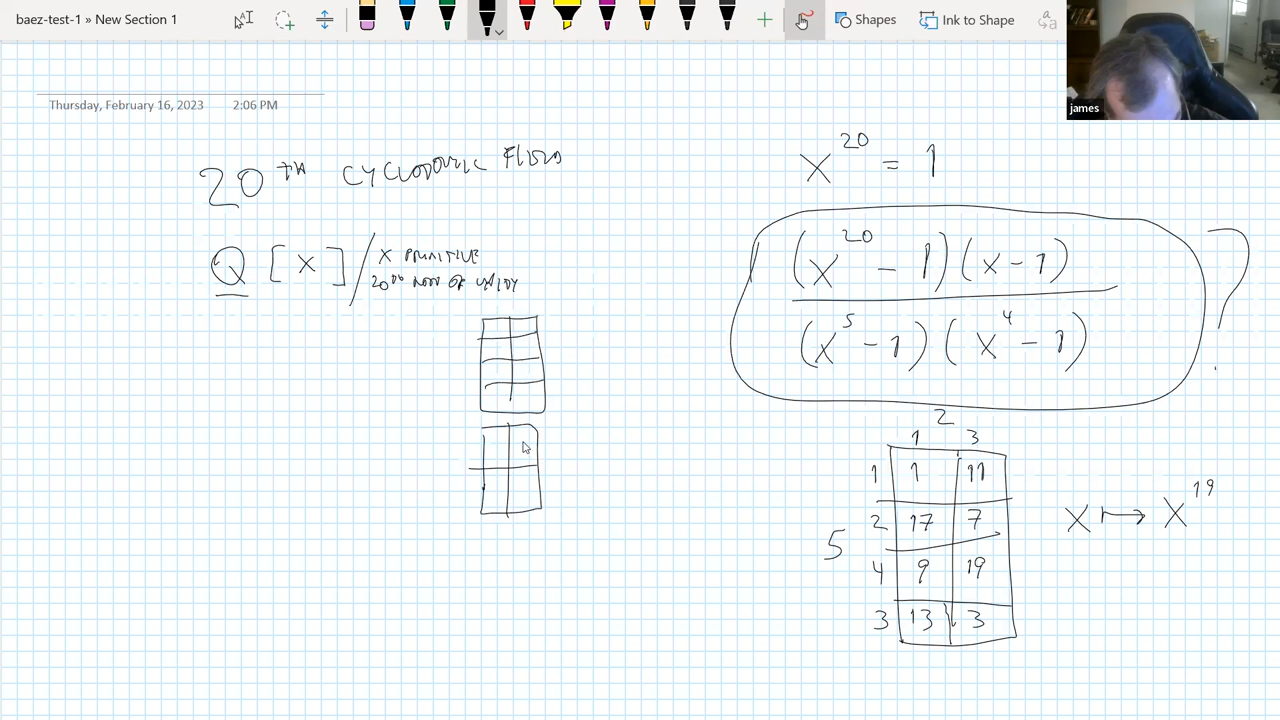 baez-test-1 » New Section 1
Shapes
Ink to Shape
james
Thursday, February 16, 2023 2:06 PM
20 TH CYCLOTOMIC FIELD
Q [ X ] / X PRIMITIVE
20TH ROOT OF UNITY
X^20 = 1
(X^20 - 1)(X - 1)
(X^5 - 1)(X^4 - 1)
?
2
1 3
1 1 11
2 17 7
5
4 9 19
3 13 3
X ↦ X^19